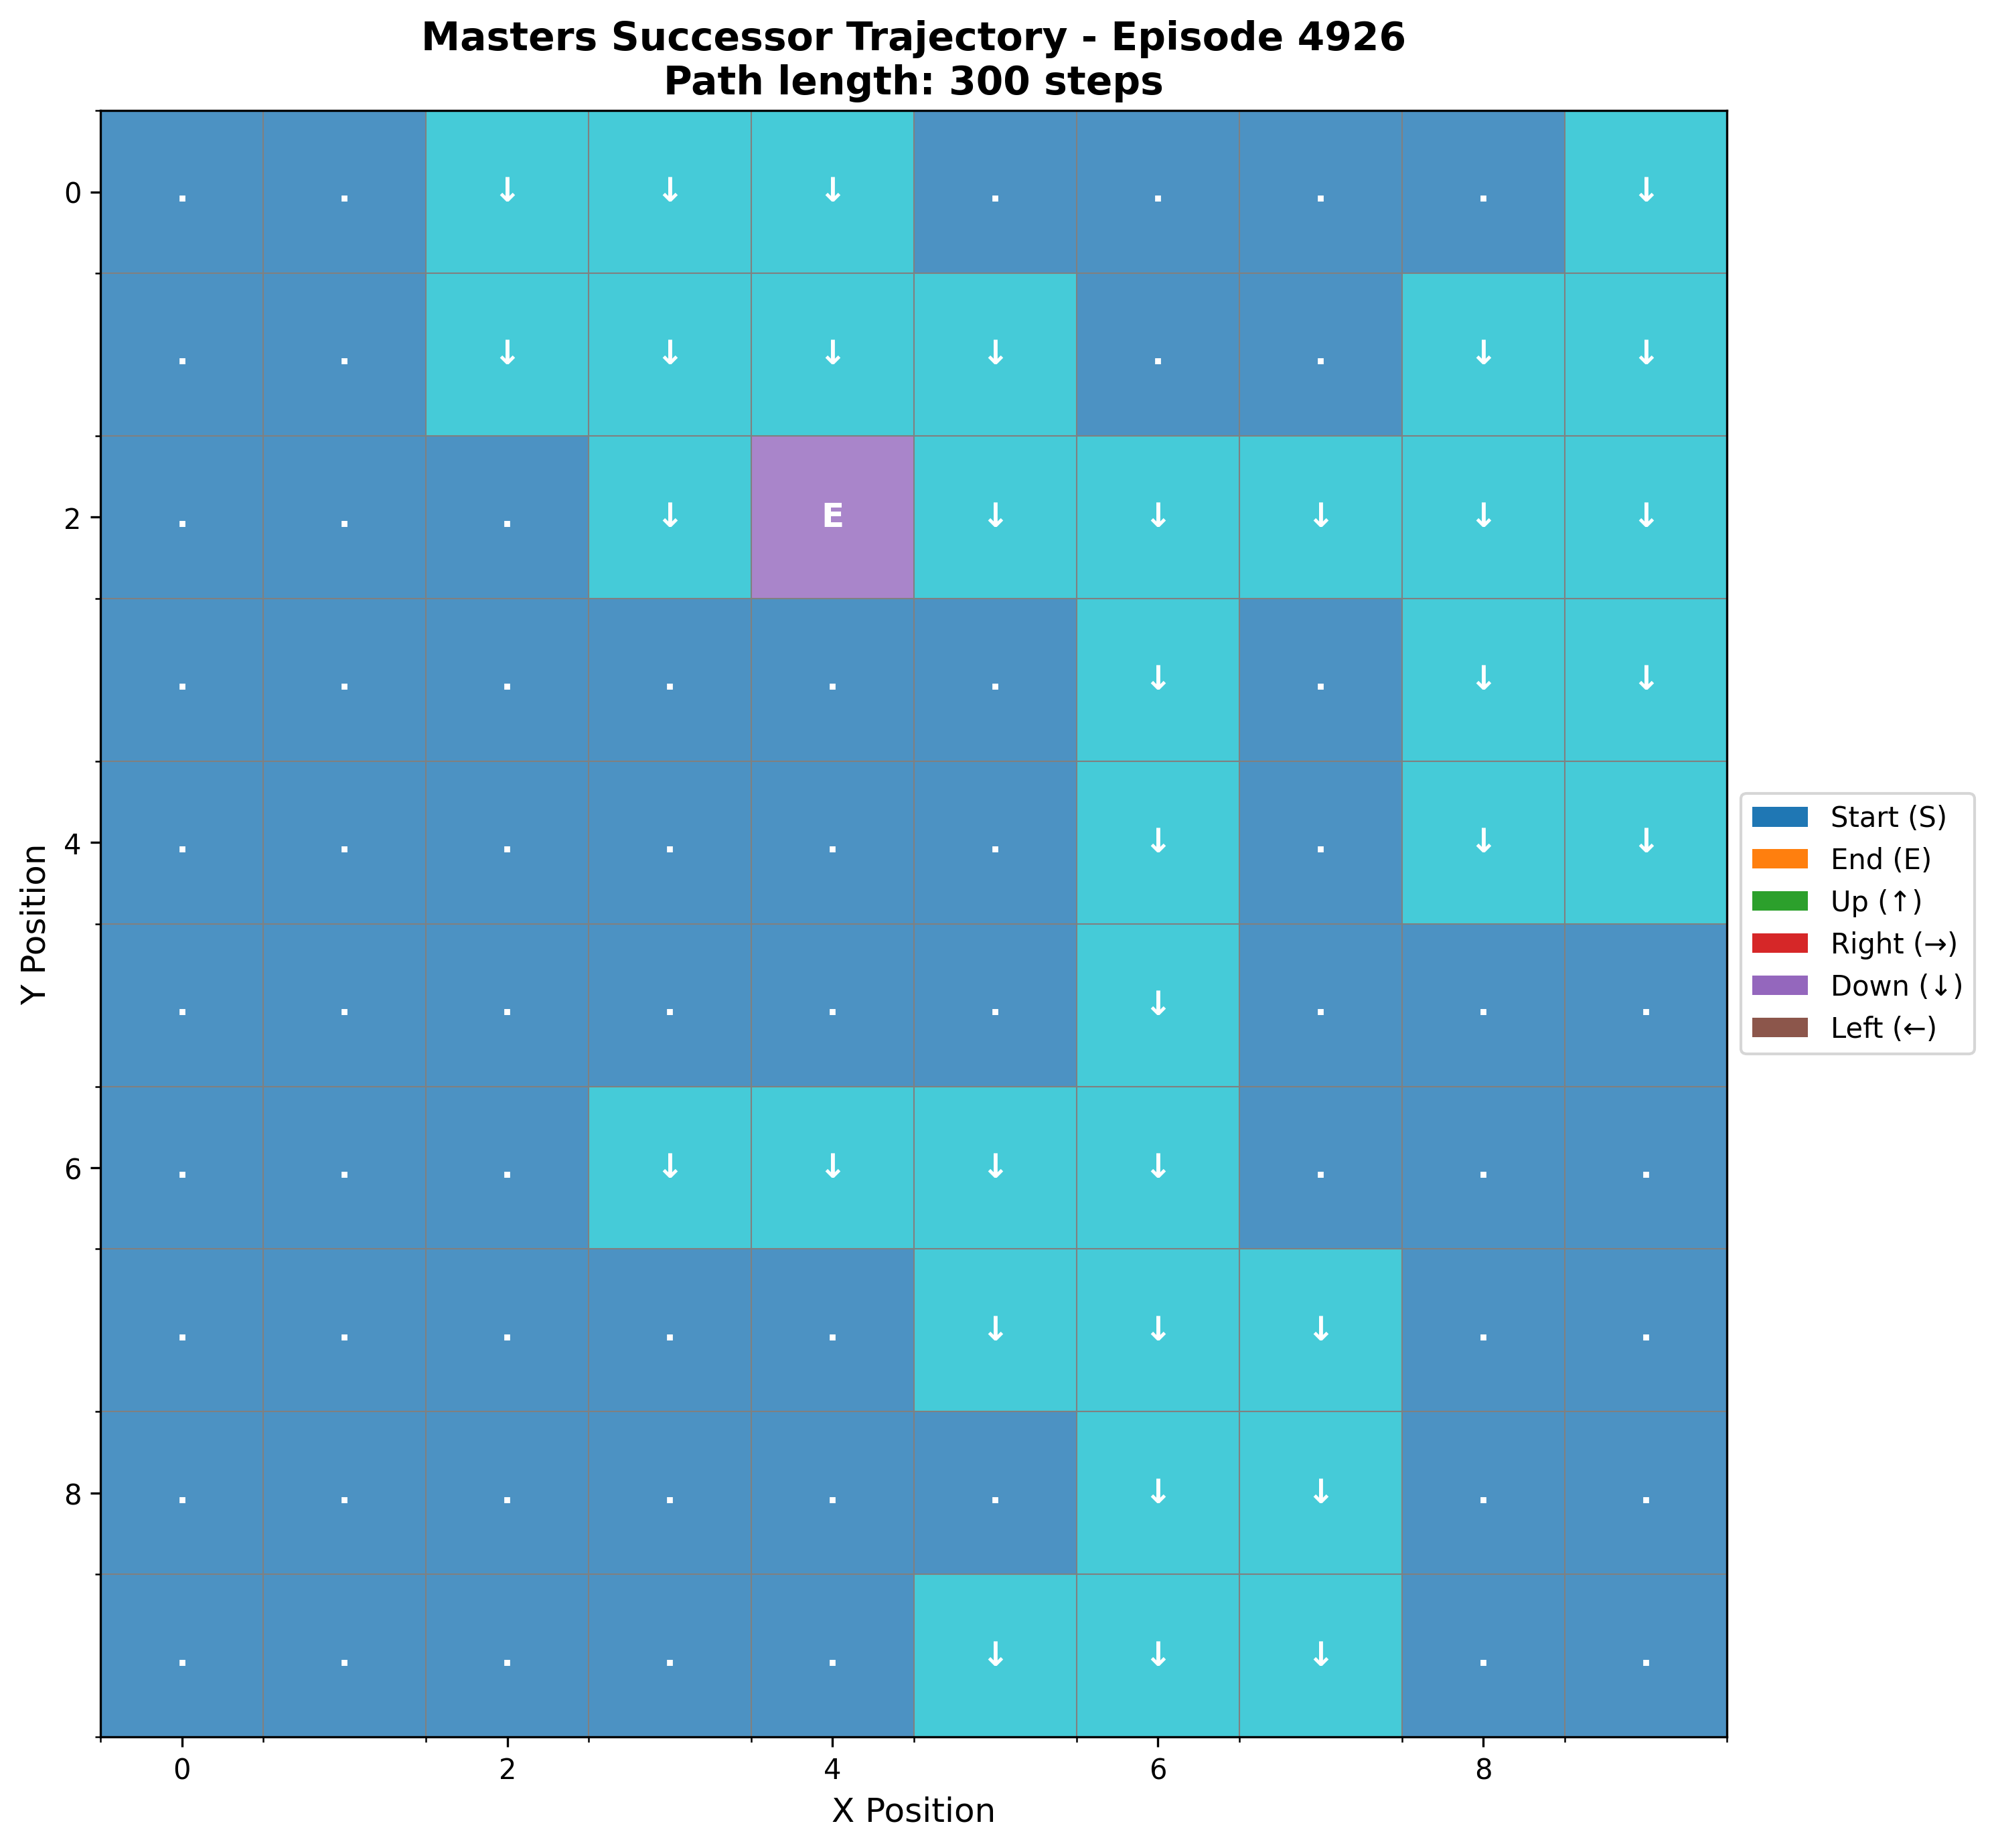 Masters Successor Trajectory - Episode 4926
Path length: 300 steps
0 . . ↓ ↓ ↓ . . . . ↓
. . ↓ ↓ ↓ ↓ . . ↓ ↓
2 . . . ↓ E ↓ ↓ ↓ ↓ ↓
. . . . . . ↓ . ↓ ↓
4 . . . . . . ↓ . ↓ ↓
. . . . . . ↓ . . .
6 . . . ↓ ↓ ↓ ↓ . . .
. . . . . ↓ ↓ ↓ . .
8 . . . . . . ↓ ↓ . .
. . . . . ↓ ↓ ↓ . .
0 2 4 6 8
X Position
Y Position
Start (S)
End (E)
Up (↑)
Right (→)
Down (↓)
Left (←)